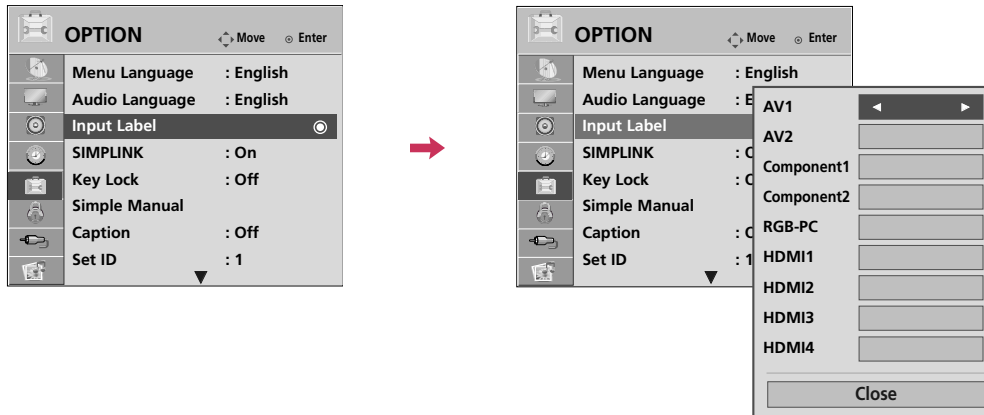 OPTION
Move Enter
Menu Language : English
Audio Language : English
Input Label
SIMPLINK : On
Key Lock : Off
Simple Manual
Caption : Off
Set ID : 1
OPTION
Move Enter
Menu Language : English
Audio Language : E
Input Label
SIMPLINK : O
Key Lock : O
Simple Manual
Caption : O
Set ID : 1
AV1
AV2
Component1
Component2
RGB-PC
HDMI1
HDMI2
HDMI3
HDMI4
Close